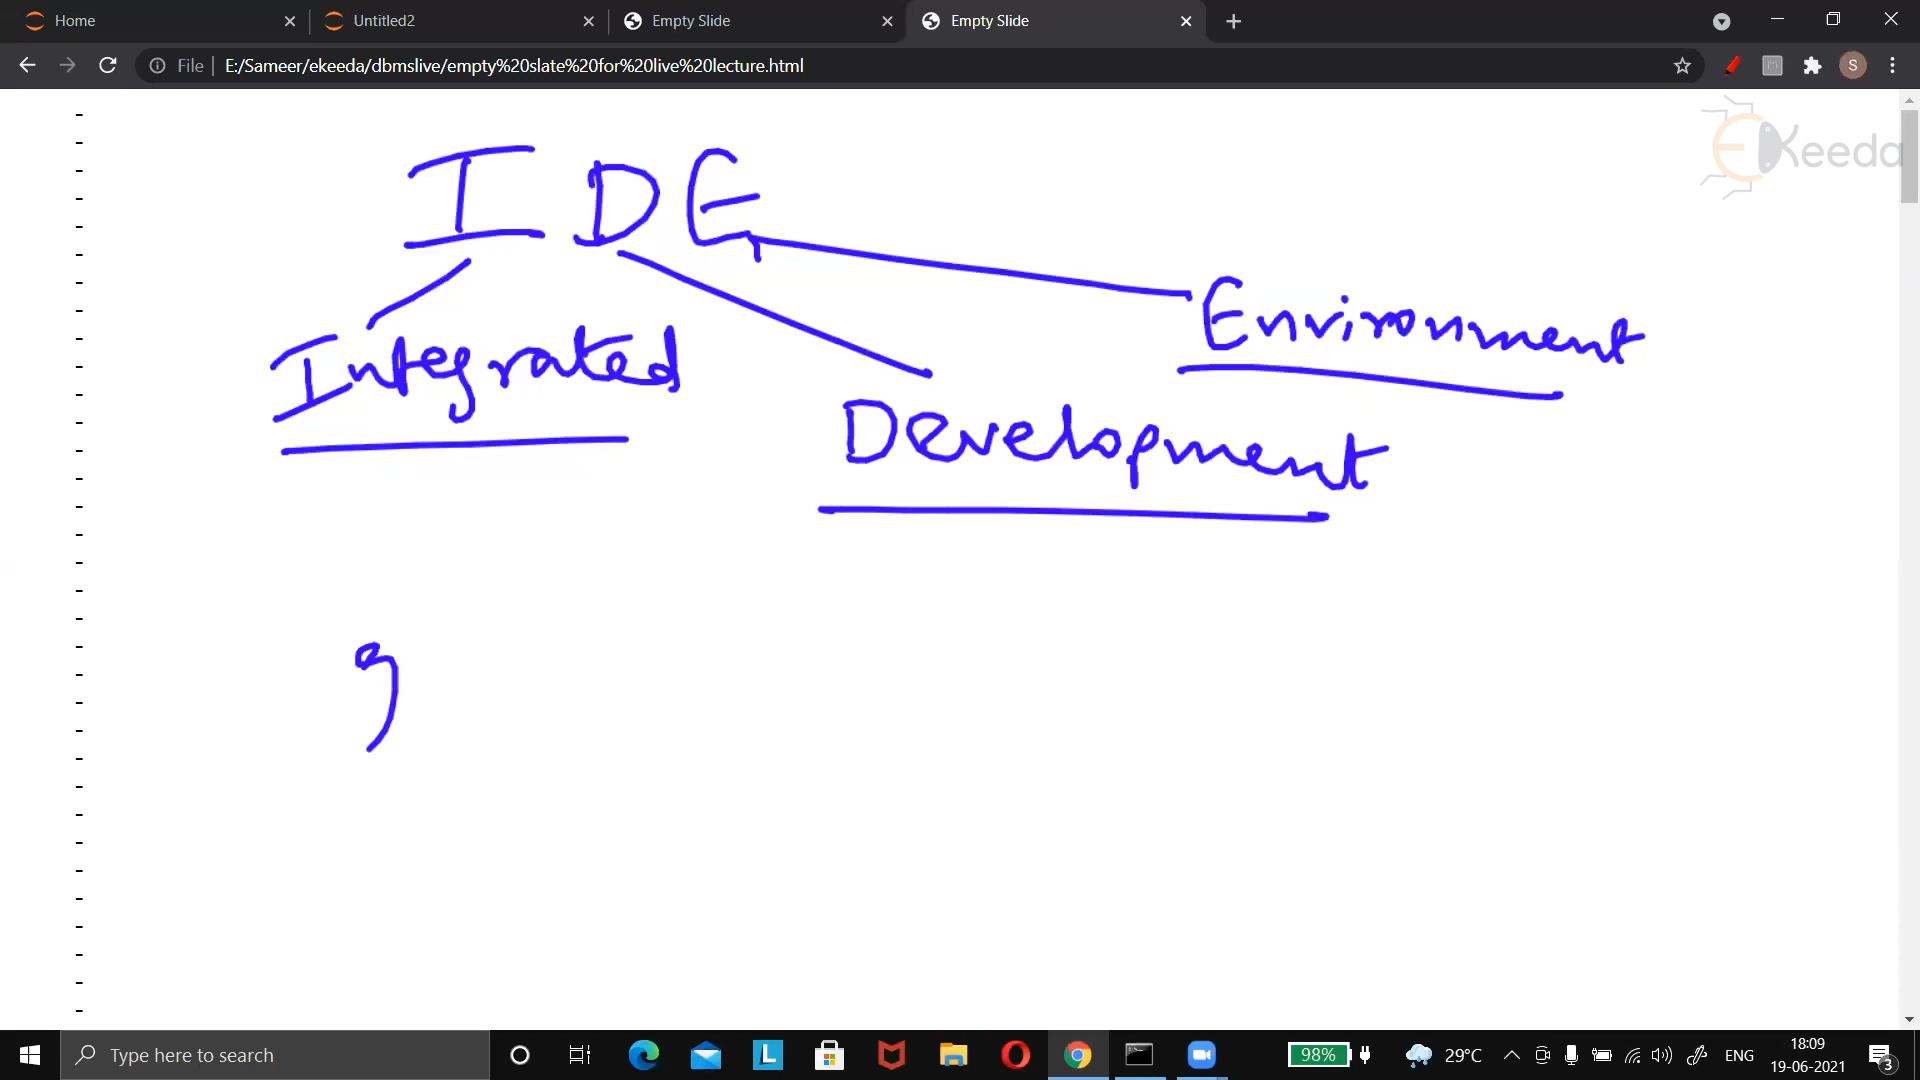 Home
Untitled2
Empty Slide
Empty Slide
File
E:/Sameer/ekeeda/dbmslive/empty%20slate%20for%20live%20lecture.html
S
Keeda
IDE
Integrated
Development
Environment
Type here to search
L
98%
29°C
ENG
18:09
19-06-2021
3